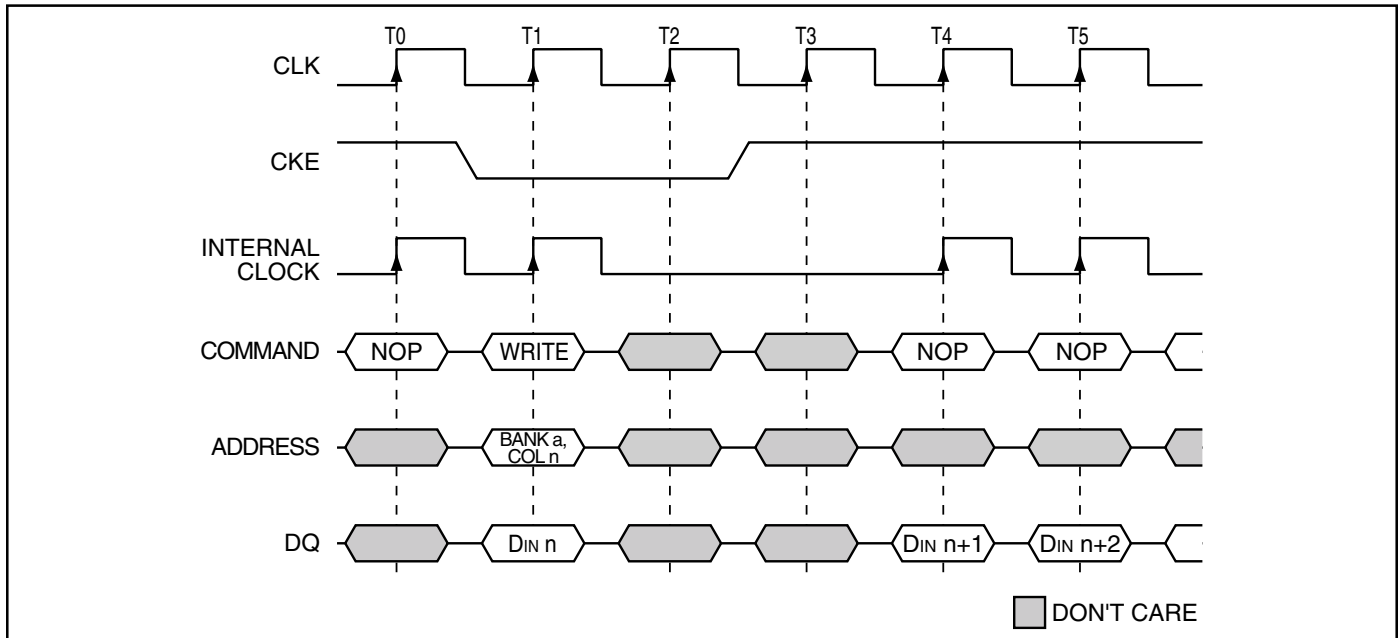 T0 T1 T2 T3 T4 T5
CLK
CKE
INTERNAL
CLOCK
COMMAND NOP WRITE NOP NOP
ADDRESS BANK a,
COL n
DQ DIN n DIN n+1 DIN n+2
DON'T CARE